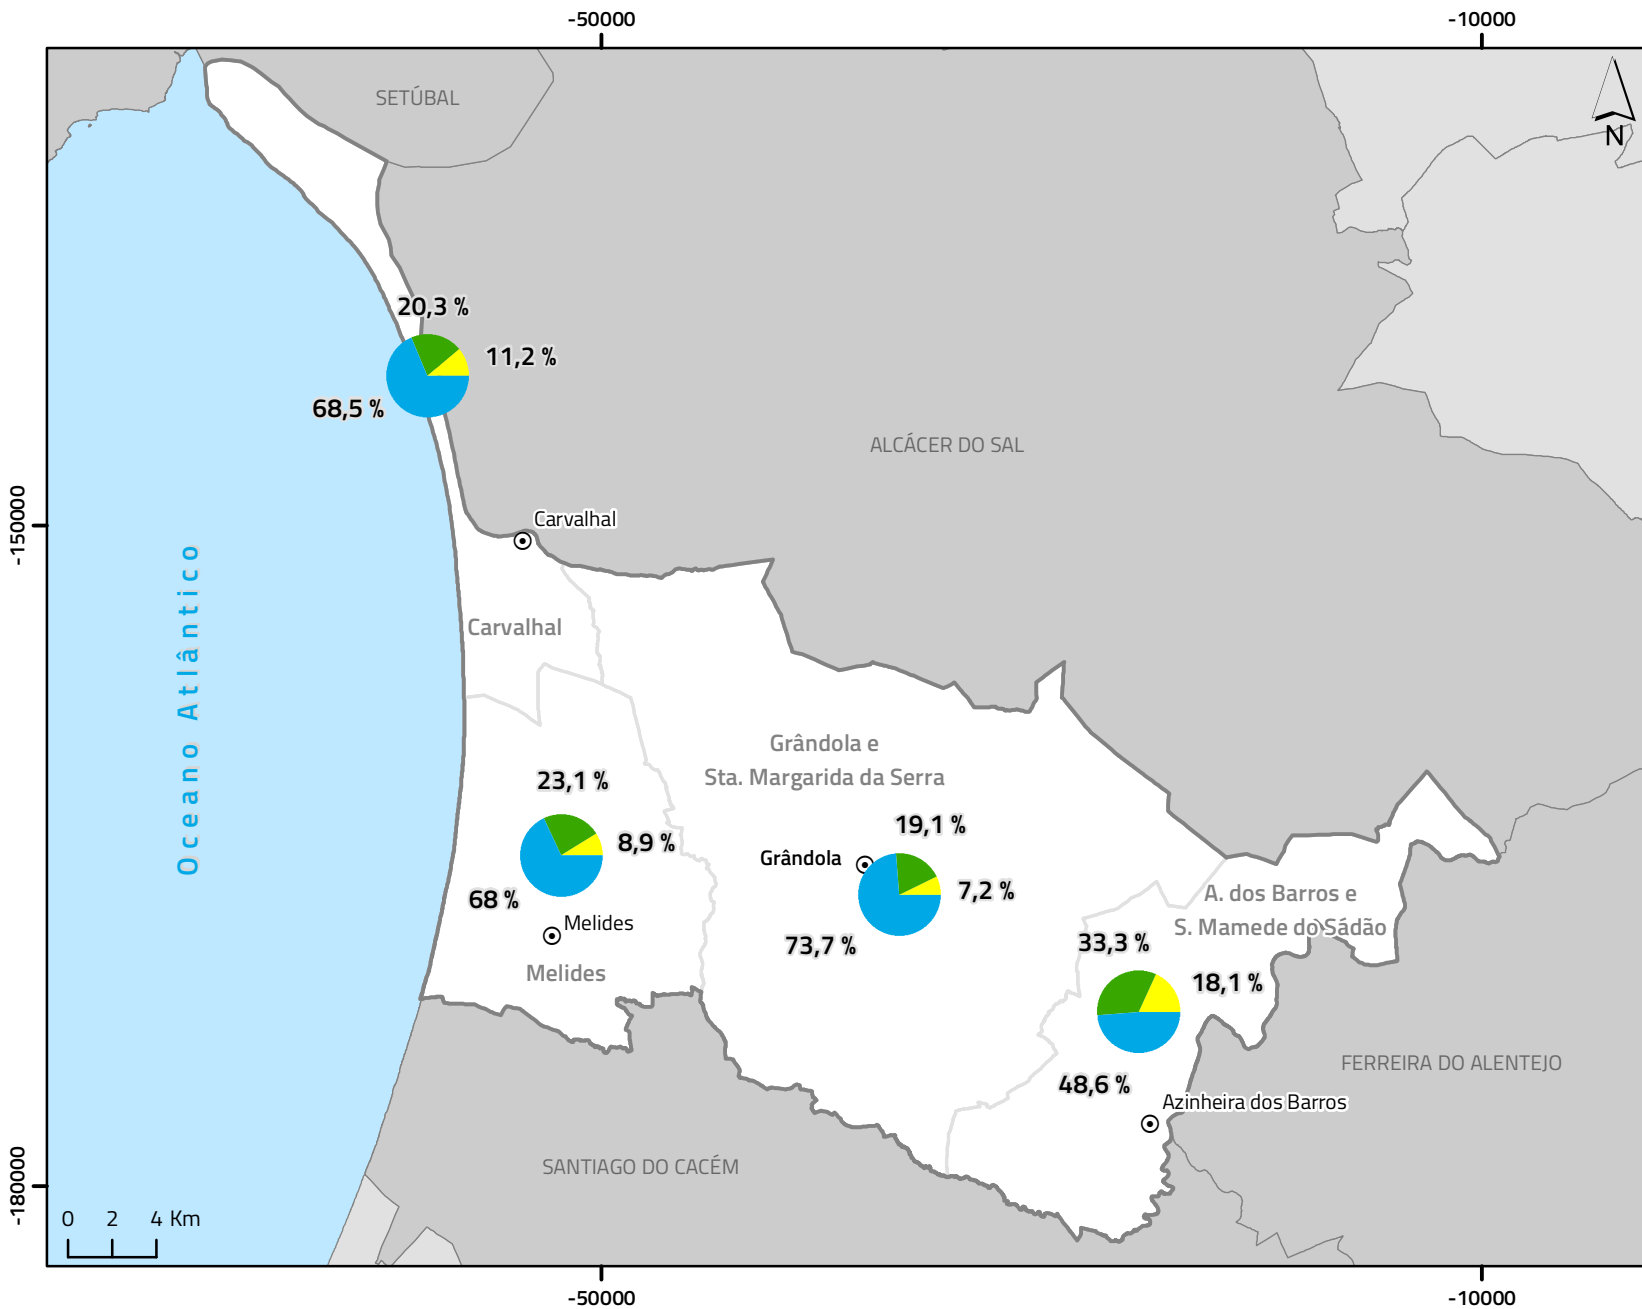 -50000
-10000
SETÚBAL
N
20,3 %
11,2 %
68,5 %
ALCÁCER DO SAL
-150000
Carvalhal
Oceano Atlântico
Carvalhal
Grândola e
Sta. Margarida da Serra
23,1 %
8,9 %
68 %
19,1 %
Grândola
7,2 %
73,7 %
Melides
Melides
A. dos Barros e
S. Mamede do Sádão
33,3 %
18,1 %
48,6 %
FERREIRA DO ALENTEJO
Azinheira dos Barros
SANTIAGO DO CACÉM
-180000
0 2 4 Km
-50000
-10000